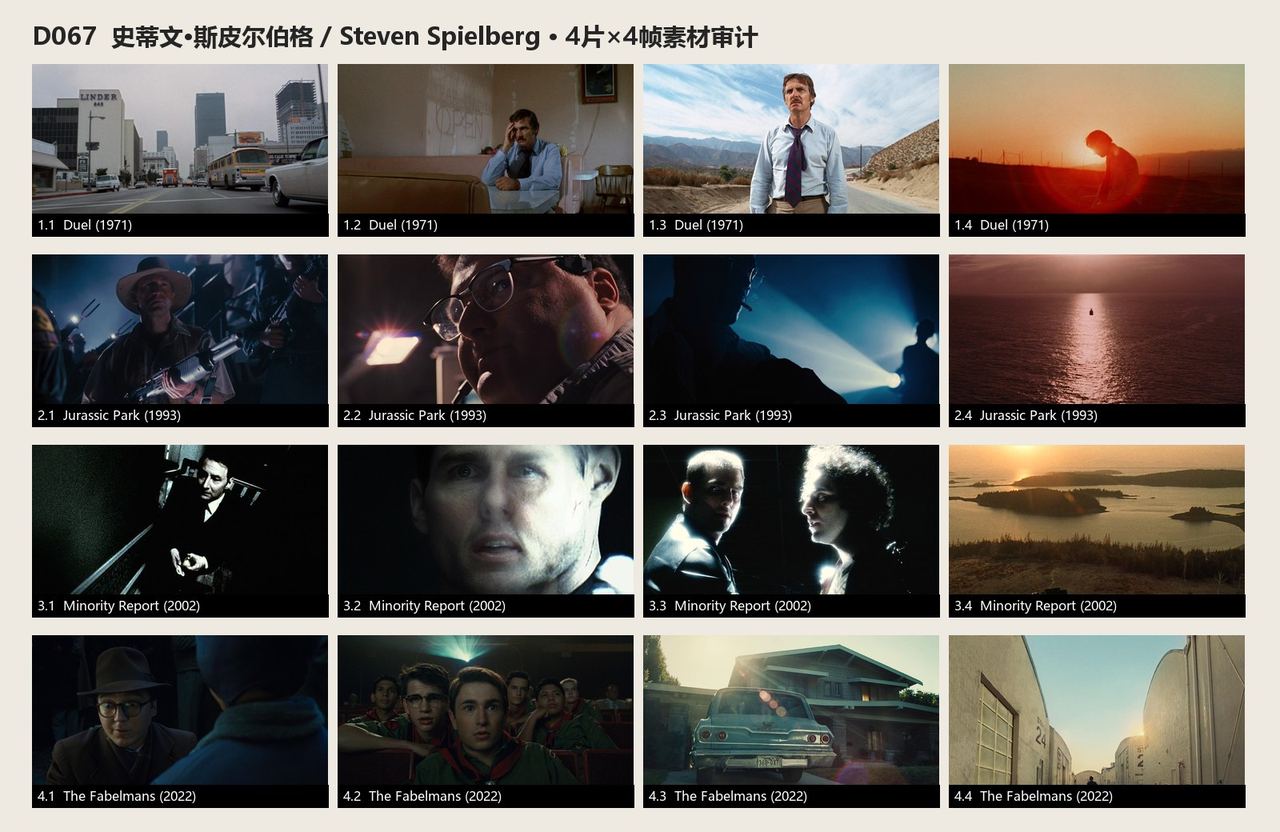 D067 史蒂文•斯皮尔伯格 / Steven Spielberg • 4片×4帧素材审计
LINDER
OPEN
1.1 Duel (1971)
1.2 Duel (1971)
1.3 Duel (1971)
1.4 Duel (1971)
2.1 Jurassic Park (1993)
2.2 Jurassic Park (1993)
2.3 Jurassic Park (1993)
2.4 Jurassic Park (1993)
3.1 Minority Report (2002)
3.2 Minority Report (2002)
3.3 Minority Report (2002)
3.4 Minority Report (2002)
24
4.1 The Fabelmans (2022)
4.2 The Fabelmans (2022)
4.3 The Fabelmans (2022)
4.4 The Fabelmans (2022)